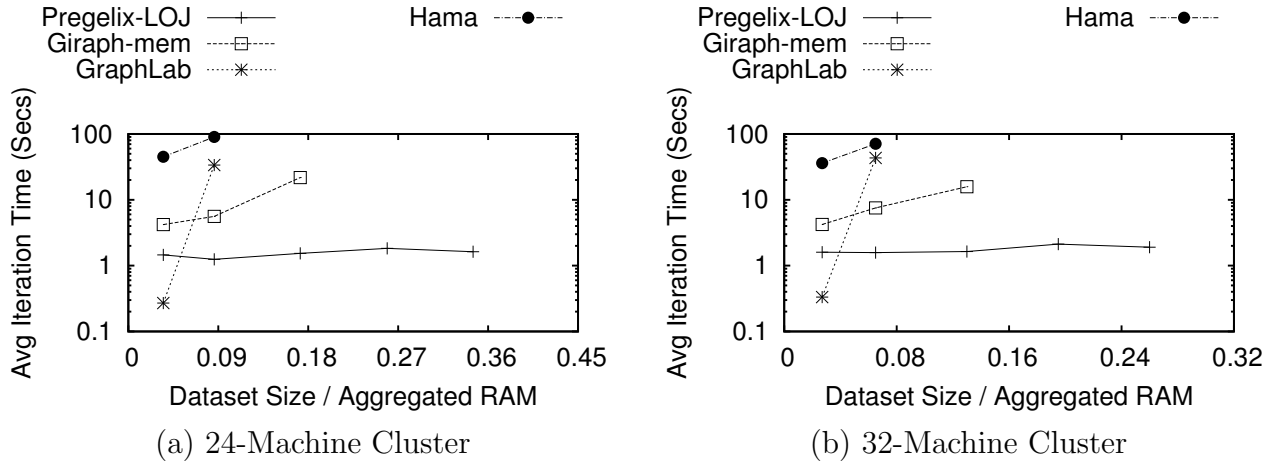 Pregelix-LOJ
Giraph-mem
GraphLab
Hama
Avg Iteration Time (Secs)
100
10
1
0.1
0 0.09 0.18 0.27 0.36 0.45
Dataset Size / Aggregated RAM
(a) 24-Machine Cluster
Pregelix-LOJ
Giraph-mem
GraphLab
Hama
Avg Iteration Time (Secs)
100
10
1
0.1
0 0.08 0.16 0.24 0.32
Dataset Size / Aggregated RAM
(b) 32-Machine Cluster